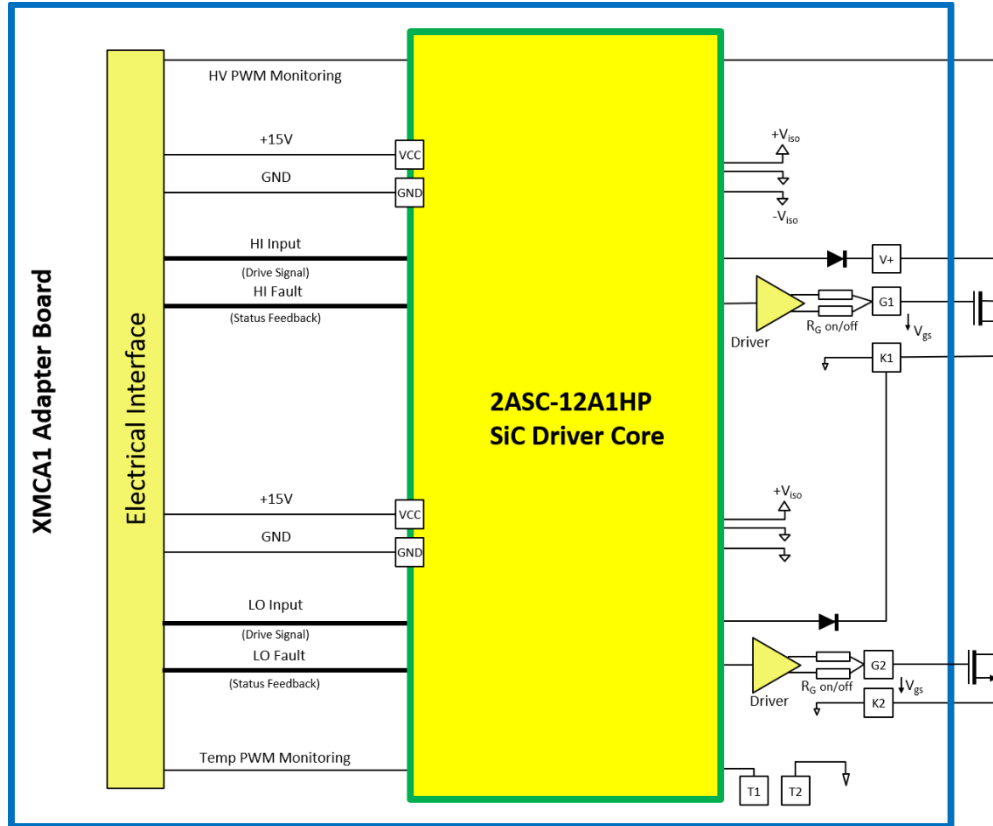 XMCA1 Adapter Board
Electrical Interface
HV PWM Monitoring
+15V
VCC
GND
GND
HI Input
(Drive Signal)
HI Fault
(Status Feedback)
+15V
VCC
GND
GND
LO Input
(Drive Signal)
LO Fault
(Status Feedback)
Temp PWM Monitoring
2ASC-12A1HP
SiC Driver Core
+Viso
-Viso
V+
G1
RG on/off
Vgs
Driver
K1
+Viso
G2
RG on/off
Vgs
Driver
K2
T1
T2